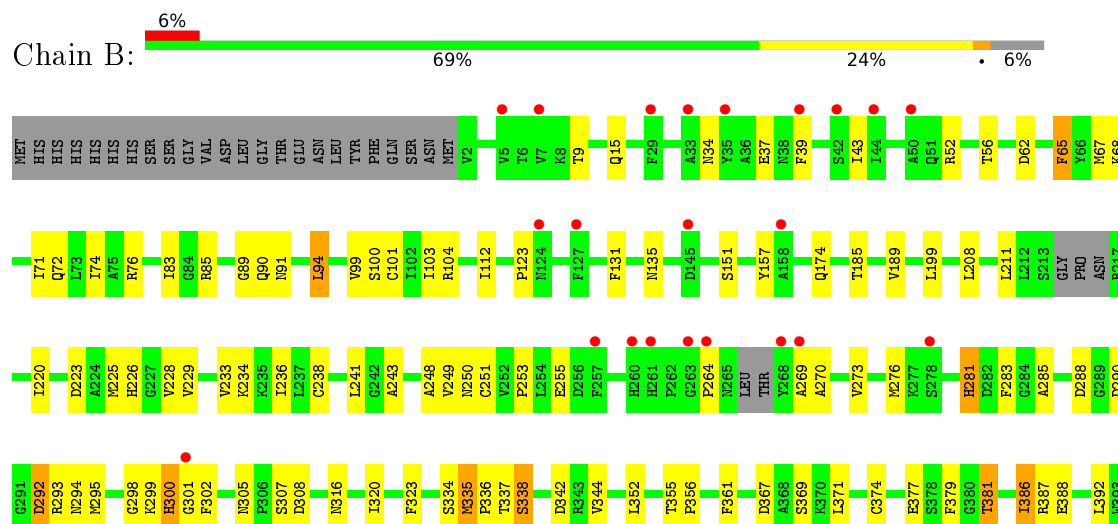 6%
Chain B:
69% 24% • 6%
MET HIS HIS HIS HIS HIS HIS SER SER GLY VAL ASP LEU GLY THR GLU ASN LEU TYR PHE GLN SER ASN MET V2 V5 T6 V7 K8 T9 Q15 F29 A33 N34 Y35 A36 E37 N38 F39 S42 I43 I44 A50 Q51 R52 T56 D62 F65 Y66 M67 K68
I71 Q72 L73 I74 A75 R76 I83 G84 R85 G89 Q90 N91 L94 V99 S100 C101 I102 I103 R104 I112 P123 N124 F127 F131 N135 D145 S151 Y157 A158 Q174 T185 V189 L199 L208 L211 L212 S213 GLY PRO ASN
I220 D223 A224 M225 H226 G227 V228 V229 V233 K234 K235 I236 L237 C238 L241 G242 A243 A248 V249 N250 C251 V252 P253 L254 E255 D256 F257 H260 H261 P262 G263 P264 N265 LEU THR Y268 A269 A270 V273 M276 K277 S278 H281 D282 F283 G284 A285 D288 G289
G291 D292 R293 N294 M295 G298 K299 H300 G301 F302 N305 P306 S307 D308 N316 I320 F323 S334 M335 P336 T337 S338 D342 R343 V344 L352 T355 P356 F361 D367 A368 S369 K370 L371 C374 E377 S378 F379 G380 T381 I386 R387 E388 L392